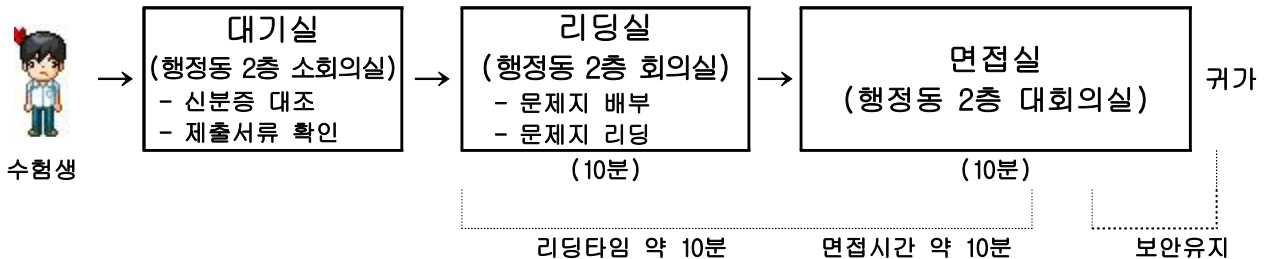 수험생
대기실
(행정동 2층 소회의실)
- 신분증 대조
- 제출서류 확인
리딩실
(행정동 2층 회의실)
- 문제지 배부
- 문제지 리딩
(10분)
면접실
(행정동 2층 대회의실)
(10분)
귀가
리딩타임 약 10분
면접시간 약 10분
보안유지